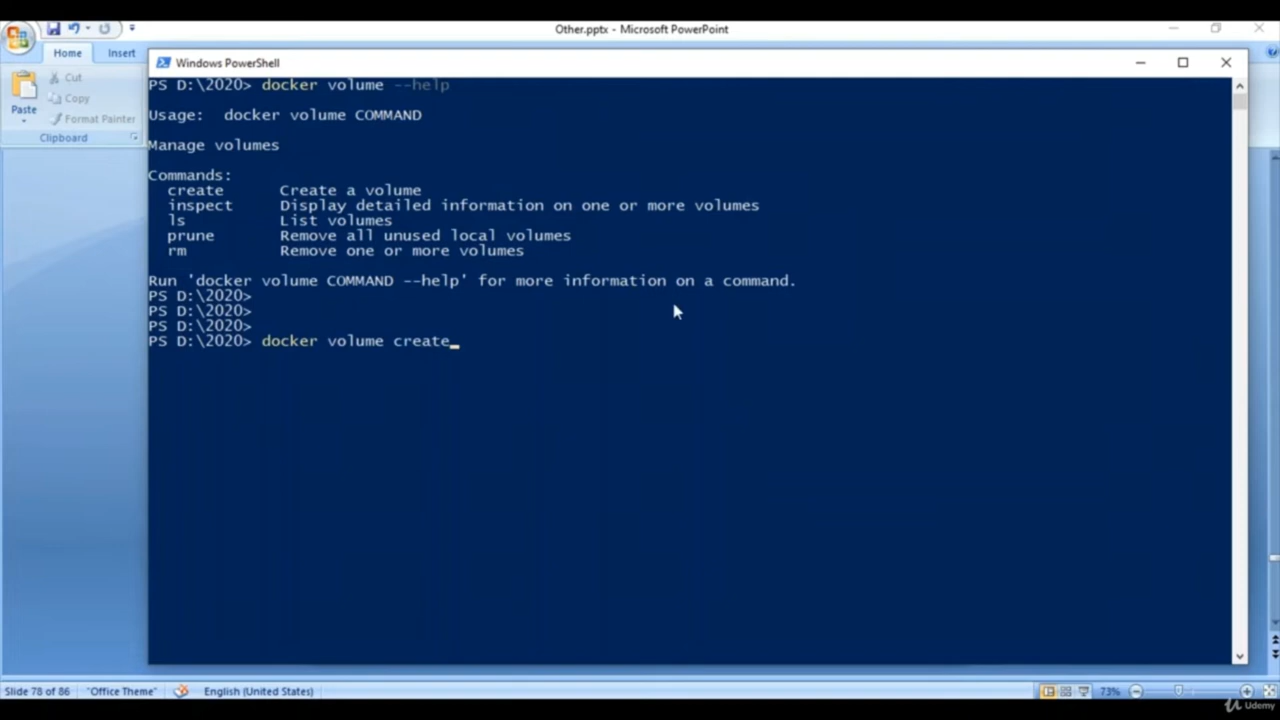 Other.pptx - Microsoft PowerPoint
Home
Insert
Cut
Copy
Format Painter
Paste
Clipboard
Windows PowerShell
PS D:\2020> docker volume --help
Usage:  docker volume COMMAND
Manage volumes
Commands:
create      Create a volume
inspect     Display detailed information on one or more volumes
ls          List volumes
prune       Remove all unused local volumes
rm          Remove one or more volumes
Run 'docker volume COMMAND --help' for more information on a command.
PS D:\2020>
PS D:\2020>
PS D:\2020>
PS D:\2020> docker volume create_
Slide 78 of 86
"Office Theme"
English (United States)
73%
Udemy